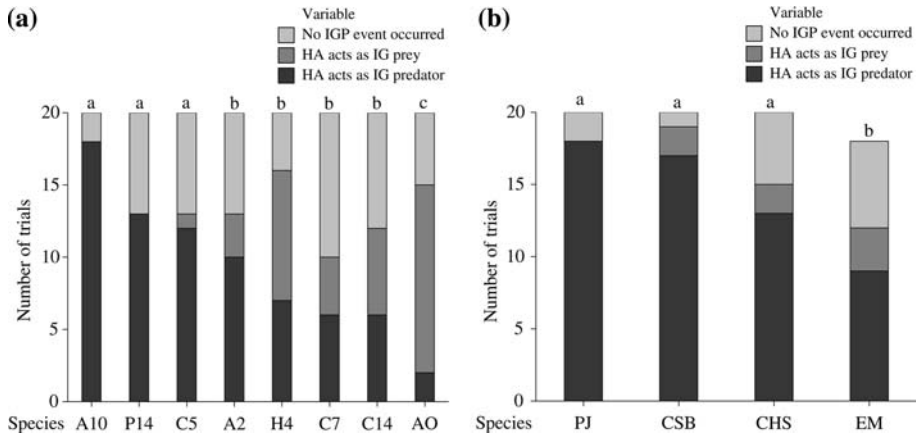 (a)
Variable
No IGP event occurred
HA acts as IG prey
HA acts as IG predator
a a a b b b b c
20
15
10
5
0
Number of trials
Species A10 P14 C5 A2 H4 C7 C14 AO
(b)
Variable
No IGP event occurred
HA acts as IG prey
HA acts as IG predator
a a a b
20
15
10
5
0
Number of trials
Species PJ CSB CHS EM